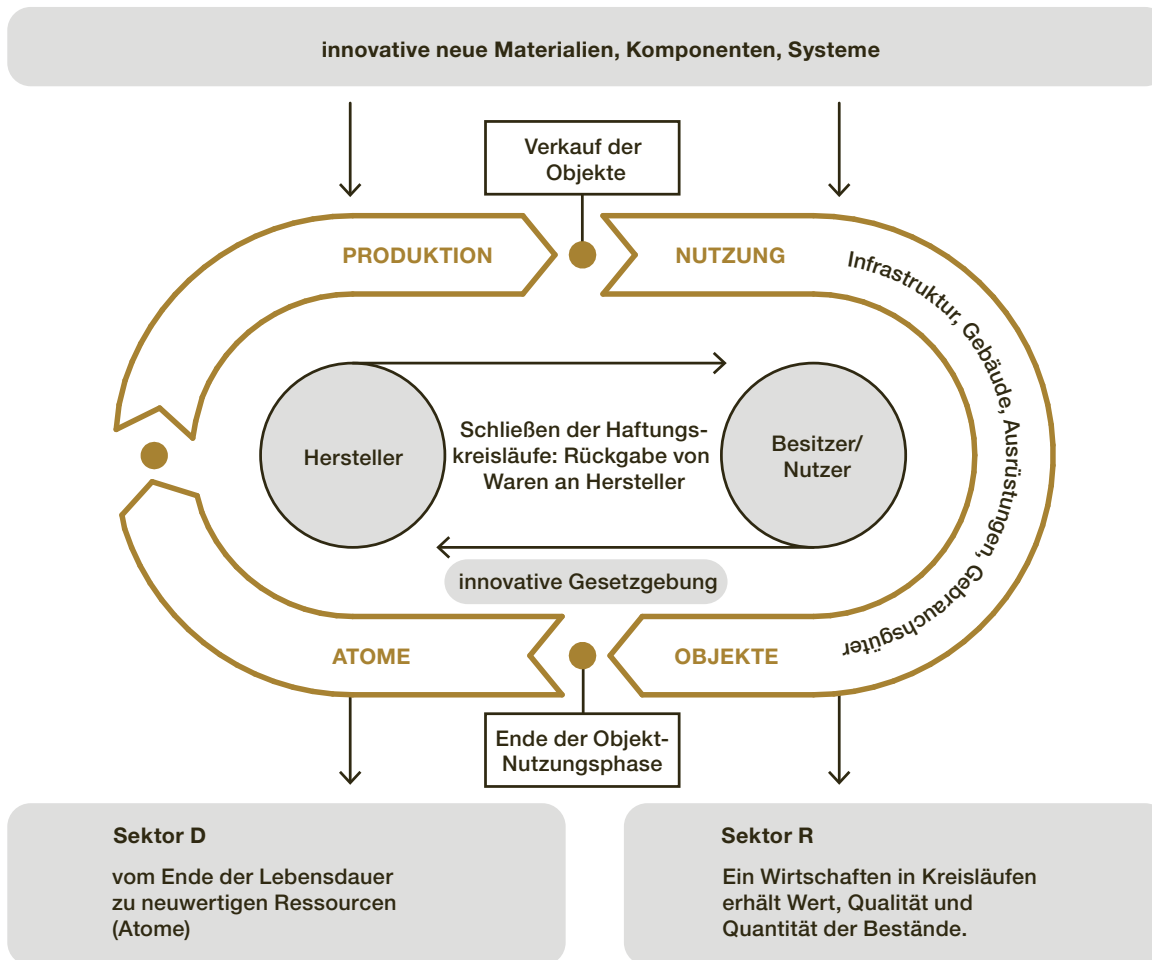 innovative neue Materialien, Komponenten, Systeme
Verkauf der
Objekte
PRODUKTION
NUTZUNG
Infrastruktur, Gebäude, Ausrüstungen, Gebrauchsgüter
Hersteller
Schließen der Haftungs-
kreisläufe: Rückgabe von
Waren an Hersteller
Besitzer/
Nutzer
innovative Gesetzgebung
ATOME
OBJEKTE
Ende der Objekt-
Nutzungsphase
Sektor D
vom Ende der Lebensdauer
zu neuwertigen Ressourcen
(Atome)
Sektor R
Ein Wirtschaften in Kreisläufen
erhält Wert, Qualität und
Quantität der Bestände.